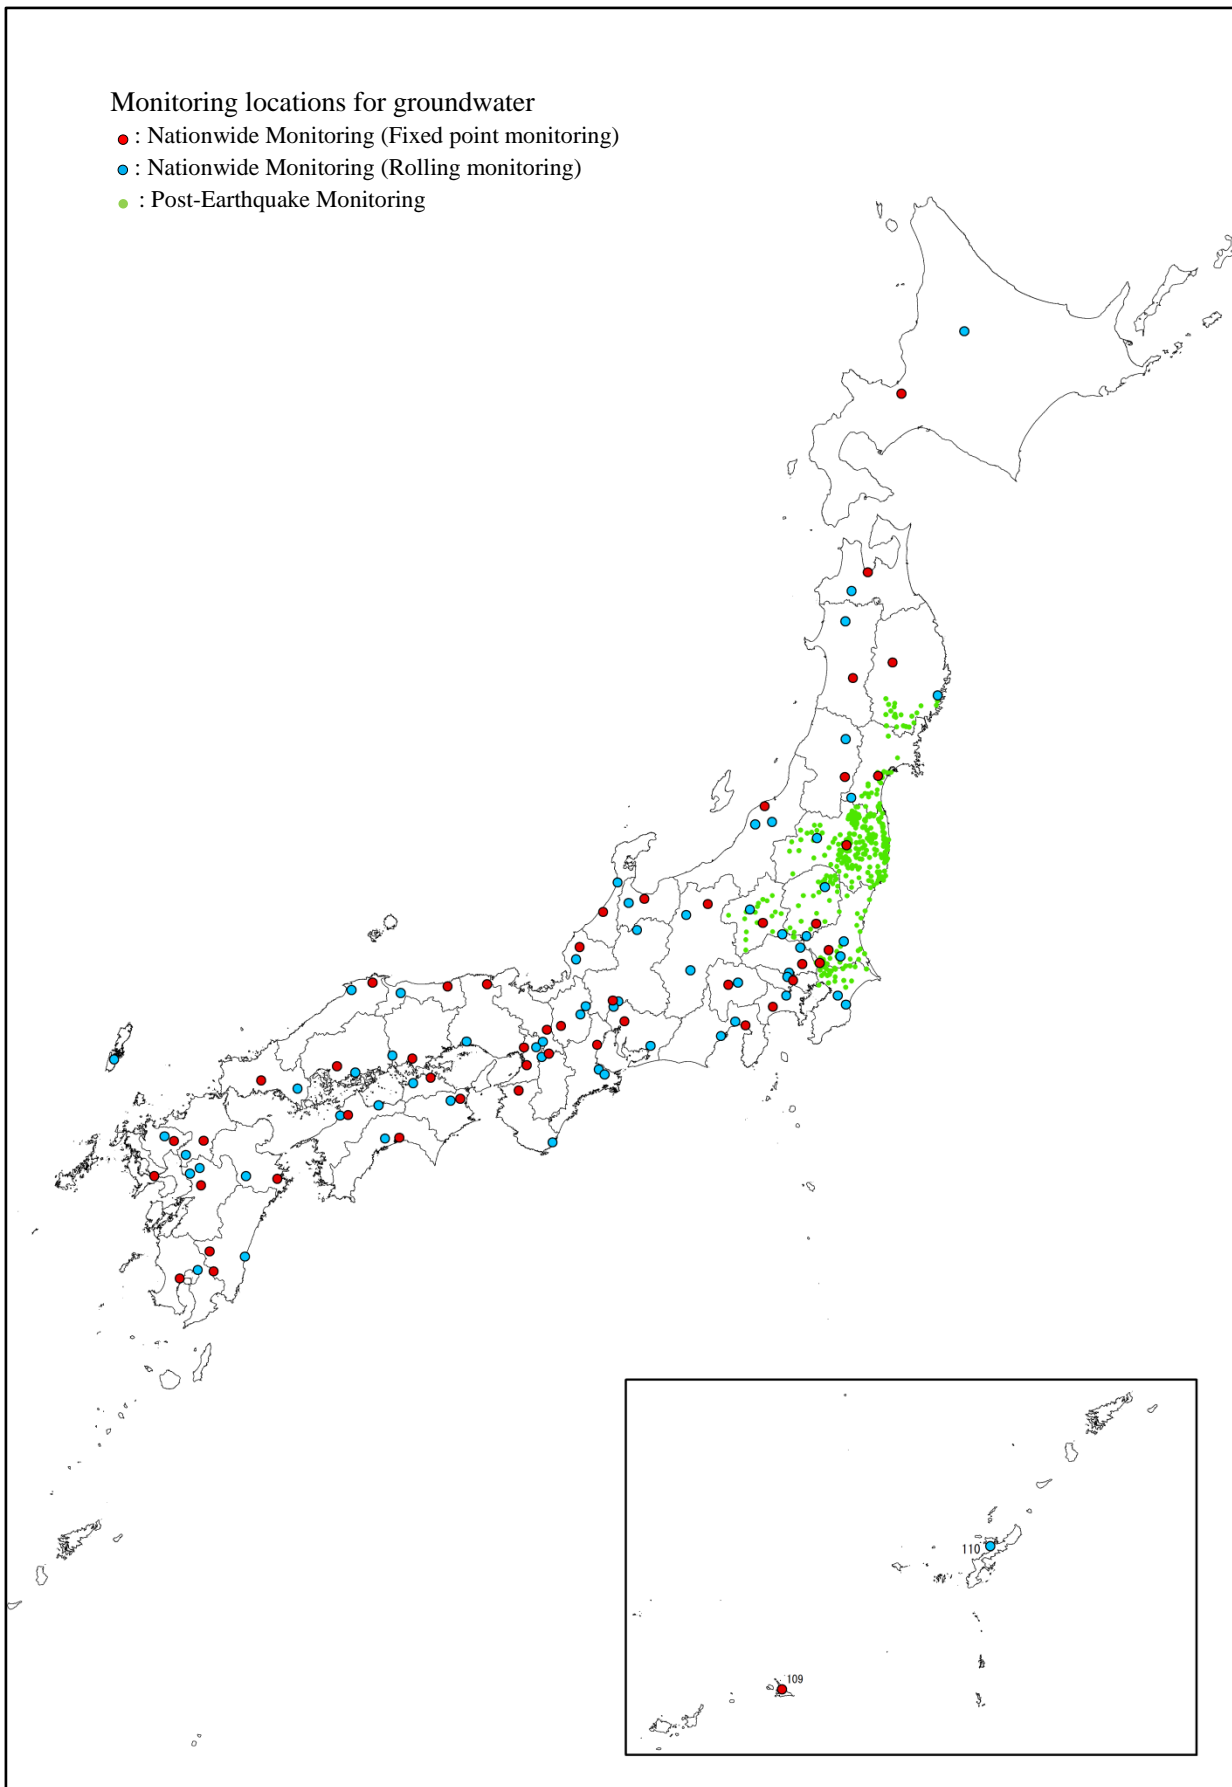 Monitoring locations for groundwater
: Nationwide Monitoring (Fixed point monitoring)
: Nationwide Monitoring (Rolling monitoring)
: Post-Earthquake Monitoring
110
109